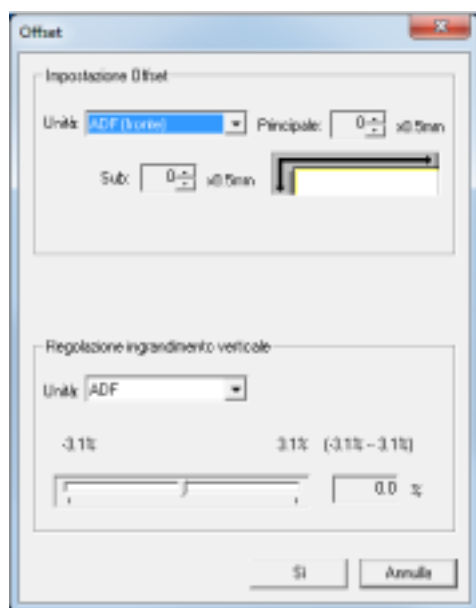 Offset
Impostazione Offset
Unità: ADF (fronte) Principale: 0 x0.5mm
Sub: 0 x0.5mm
Regolazione ingrandimento verticale
Unità: ADF
-3.1% 3.1% (-3.1% -- 3.1%)
0.0 %
Sì Annulla